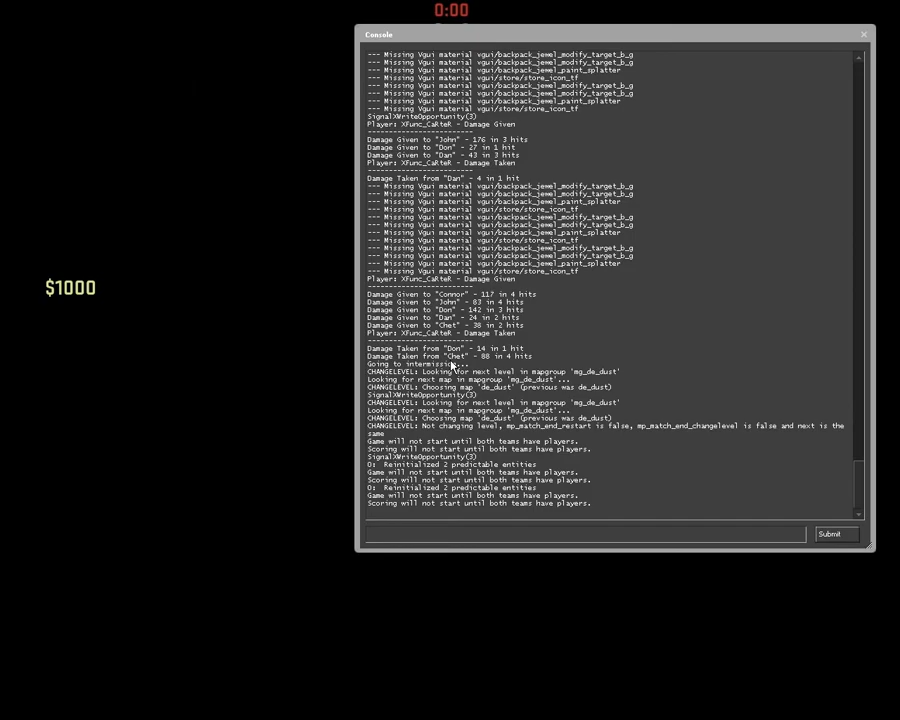 0:00
Console
--- Missing Vgui material vgui/backpack_jewel_modify_target_b_g
--- Missing Vgui material vgui/backpack_jewel_modify_target_b_g
--- Missing Vgui material vgui/backpack_jewel_paint_splatter
--- Missing Vgui material vgui/store/store_icon_tf
--- Missing Vgui material vgui/backpack_jewel_modify_target_b_g
--- Missing Vgui material vgui/backpack_jewel_modify_target_b_g
--- Missing Vgui material vgui/backpack_jewel_paint_splatter
--- Missing Vgui material vgui/store/store_icon_tf
SignalXWriteOpportunity(3)
Player: XFunc_CaRteR - Damage Given
-------------------------
Damage Given to "John" - 176 in 3 hits
Damage Given to "Don" - 27 in 1 hit
Damage Given to "Dan" - 43 in 3 hits
Player: XFunc_CaRteR - Damage Taken
-------------------------
Damage Taken from "Dan" - 4 in 1 hit
--- Missing Vgui material vgui/backpack_jewel_modify_target_b_g
--- Missing Vgui material vgui/backpack_jewel_modify_target_b_g
--- Missing Vgui material vgui/backpack_jewel_paint_splatter
--- Missing Vgui material vgui/store/store_icon_tf
--- Missing Vgui material vgui/backpack_jewel_modify_target_b_g
--- Missing Vgui material vgui/backpack_jewel_modify_target_b_g
--- Missing Vgui material vgui/backpack_jewel_paint_splatter
--- Missing Vgui material vgui/store/store_icon_tf
--- Missing Vgui material vgui/backpack_jewel_modify_target_b_g
--- Missing Vgui material vgui/backpack_jewel_modify_target_b_g
--- Missing Vgui material vgui/backpack_jewel_paint_splatter
--- Missing Vgui material vgui/store/store_icon_tf
Player: XFunc_CaRteR - Damage Given
-------------------------
$1000
Damage Given to "Connor" - 117 in 4 hits
Damage Given to "John" - 83 in 4 hits
Damage Given to "Don" - 142 in 3 hits
Damage Given to "Dan" - 24 in 2 hits
Damage Given to "Chet" - 38 in 2 hits
Player: XFunc_CaRteR - Damage Taken
-------------------------
Damage Taken from "Don" - 14 in 1 hit
Damage Taken from "Chet" - 88 in 4 hits
Going to intermission...
CHANGELEVEL: Looking for next level in mapgroup 'mg_de_dust'
Looking for next map in mapgroup 'mg_de_dust'...
CHANGELEVEL: Choosing map 'de_dust' (previous was de_dust)
SignalXWriteOpportunity(3)
CHANGELEVEL: Looking for next level in mapgroup 'mg_de_dust'
Looking for next map in mapgroup 'mg_de_dust'...
CHANGELEVEL: Choosing map 'de_dust' (previous was de_dust)
CHANGELEVEL: Not changing level, mp_match_end_restart is false, mp_match_end_changelevel is false and next is the
same
Game will not start until both teams have players.
Scoring will not start until both teams have players.
SignalXWriteOpportunity(3)
0:  Reinitialized 2 predictable entities
Game will not start until both teams have players.
Scoring will not start until both teams have players.
0:  Reinitialized 2 predictable entities
Game will not start until both teams have players.
Scoring will not start until both teams have players.
Submit